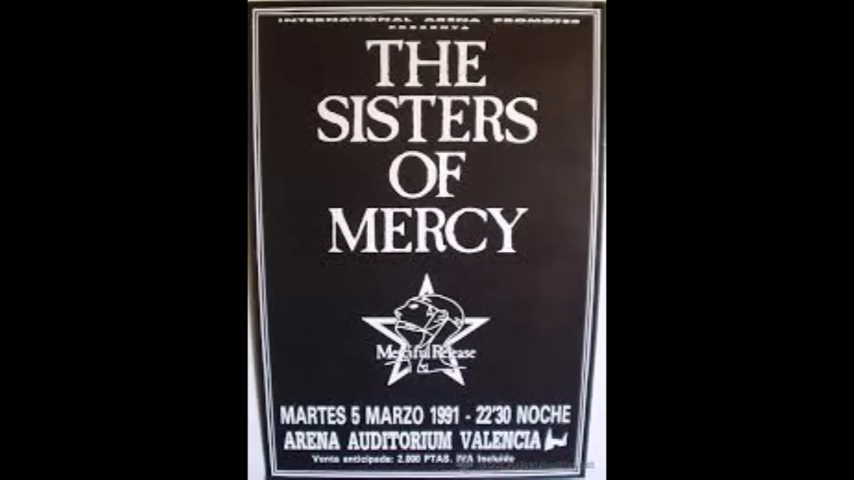 INTERNATIONAL ARENA PROMOTES
PRESENTA
THE
SISTERS
OF
MERCY
Merciful Release
MARTES 5 MARZO 1991 - 22'30 NOCHE
ARENA AUDITORIUM VALENCIA
Venta anticipada: 2.000 PTAS. IVA Incluido